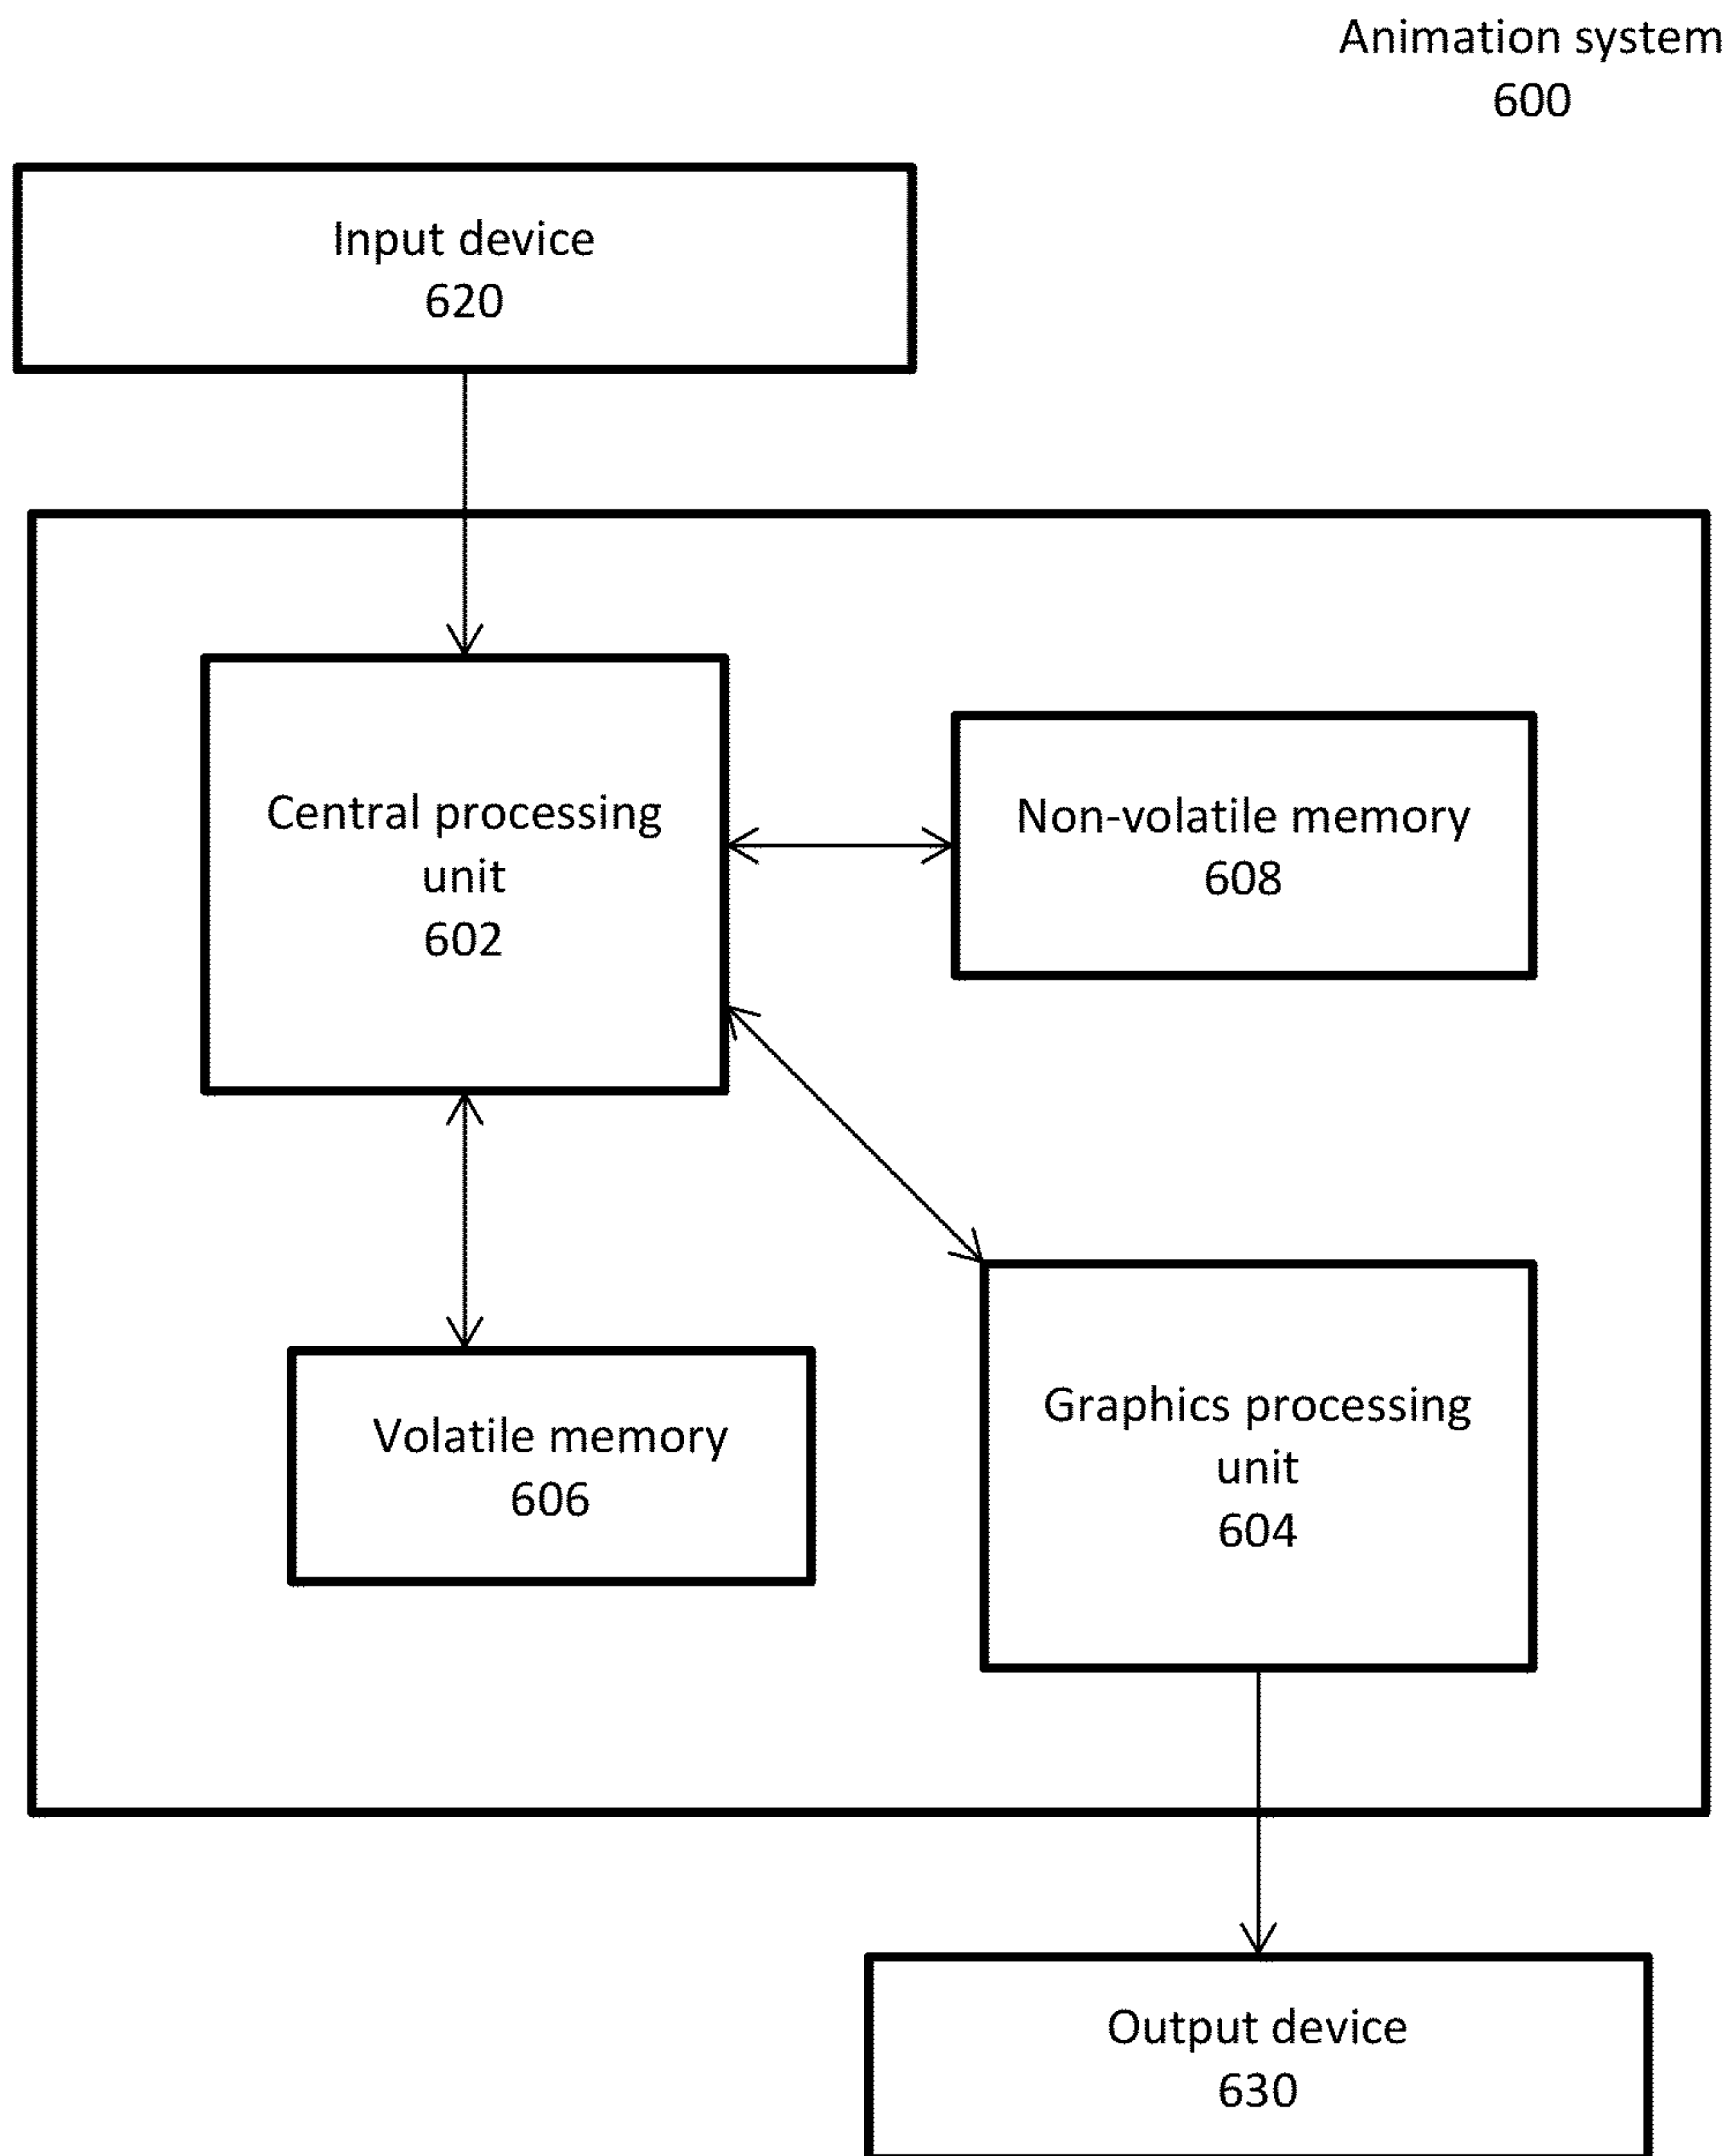 Animation system
600
Input device
620
Central processing
unit
602
Non-volatile memory
608
Volatile memory
606
Graphics processing
unit
604
Output device
630